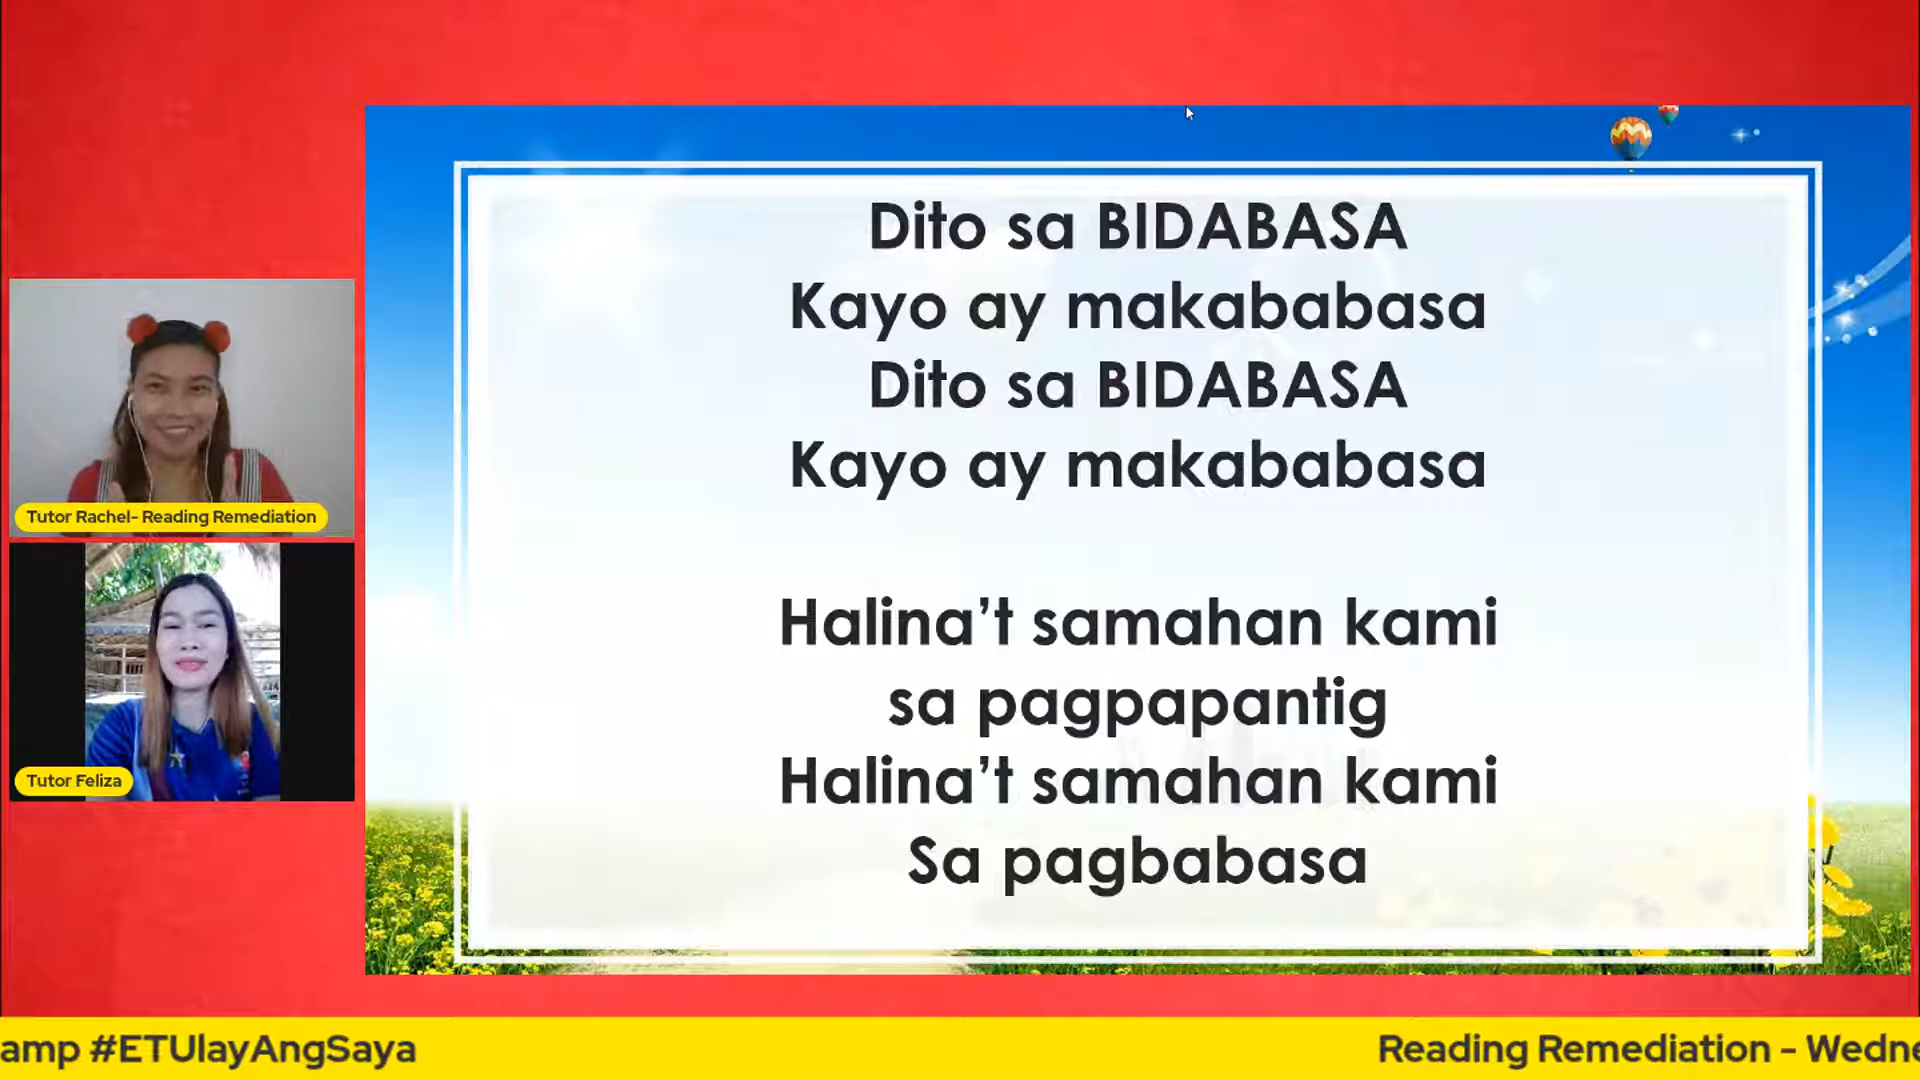 Dito sa BIDABASA
Kayo ay makababasa
Dito sa BIDABASA
Kayo ay makababasa
Halina't samahan kami
sa pagpapantig
Halina't samahan kami
Sa pagbabasa
Tutor Rachel- Reading Remediation
Tutor Feliza
amp #ETUlayAngSaya
Reading Remediation - Wedne